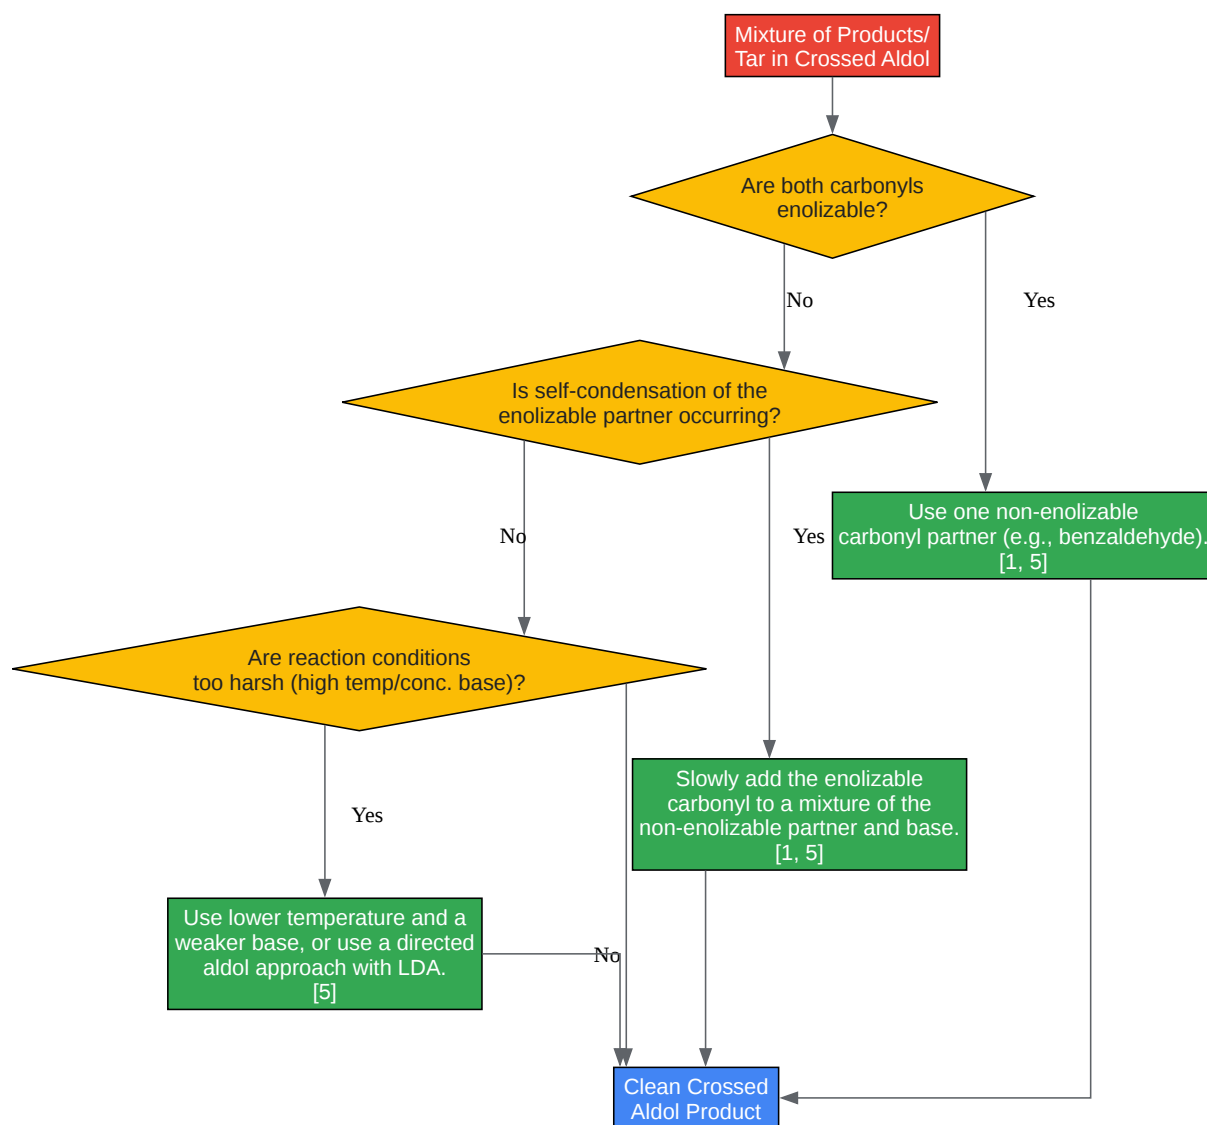 Mixture of Products/
Tar in Crossed Aldol
Are both carbonyls
enolizable?
No
Yes
Is self-condensation of the
enolizable partner occurring?
Use one non-enolizable
carbonyl partner (e.g., benzaldehyde).
[1, 5]
No
Yes
Are reaction conditions
too harsh (high temp/conc. base)?
Slowly add the enolizable
carbonyl to a mixture of the
non-enolizable partner and base.
[1, 5]
Yes
Use lower temperature and a
weaker base, or use a directed
aldol approach with LDA.
[5]
No
Clean Crossed
Aldol Product